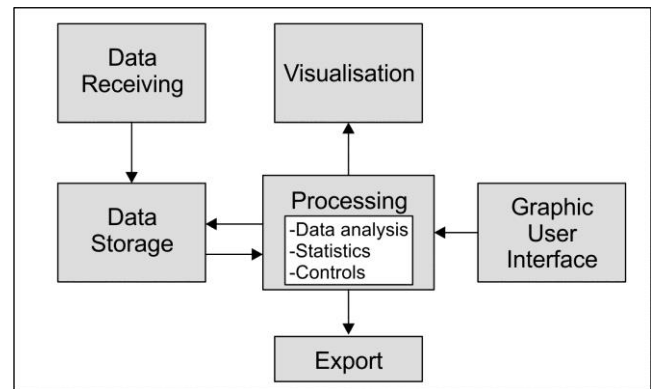 Data
Receiving
Visualisation
Data
Storage
Processing
-Data analysis
-Statistics
-Controls
Graphic
User
Interface
Export